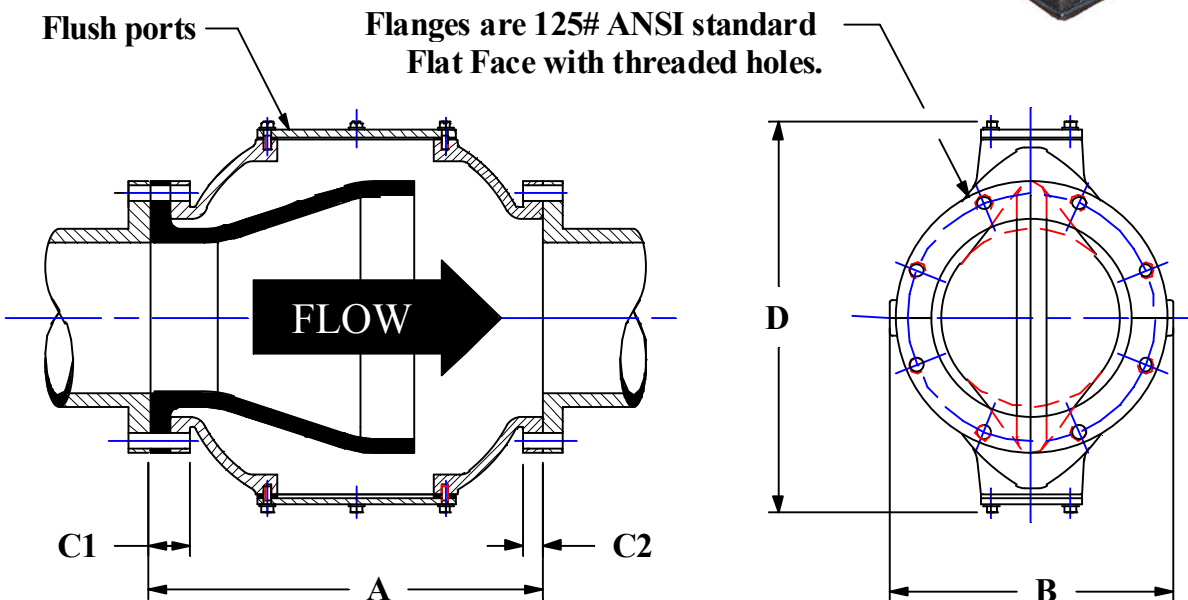 Flush ports
Flanges are 125# ANSI standard
Flat Face with threaded holes.
FLOW
D
C1
C2
A
B